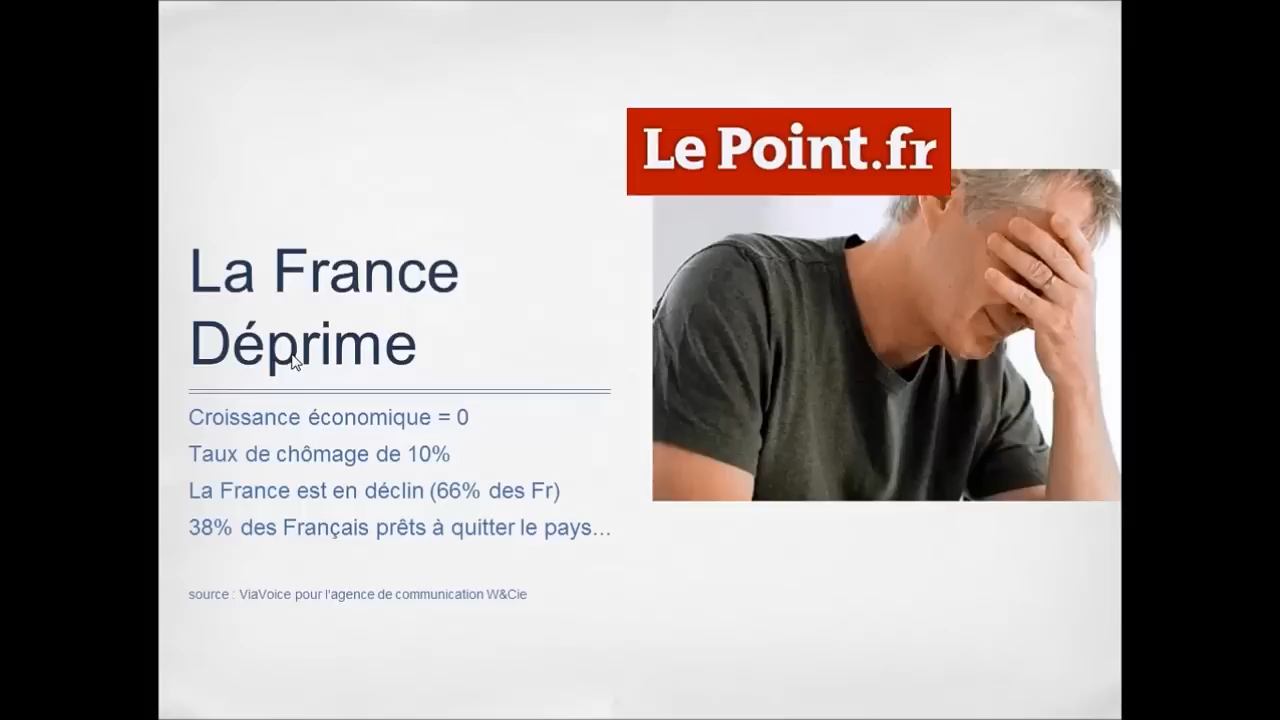 Le Point.fr
La France
Déprime
Croissance économique = 0
Taux de chômage de 10%
La France est en déclin (66% des Fr)
38% des Français prêts à quitter le pays...
source : ViaVoice pour l'agence de communication W&Cie